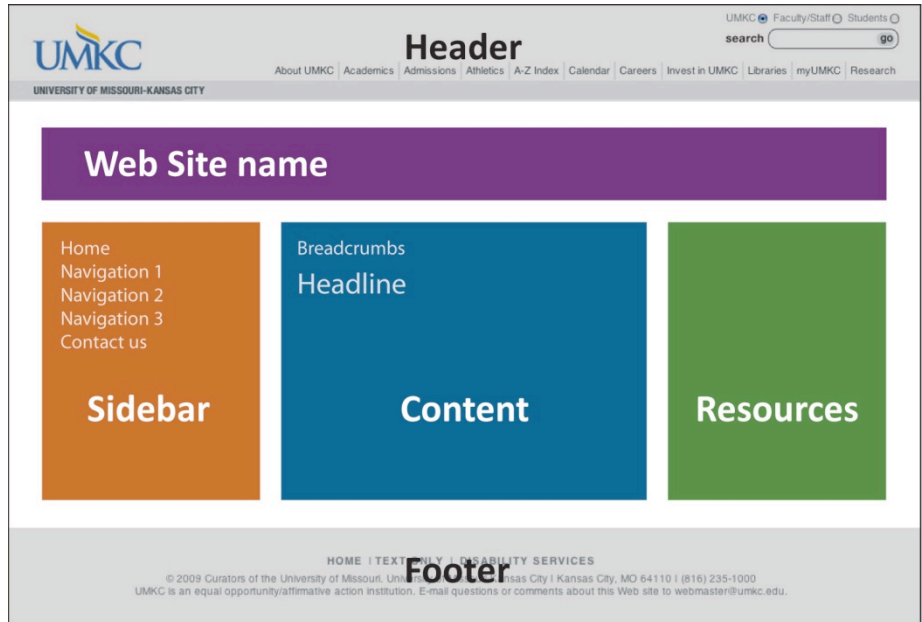 UMKC Faculty/Staff Students
UMKC
Header
search go
About UMKC Academics Admissions Athletics A-Z Index Calendar Careers Invest in UMKC Libraries myUMKC Research
UNIVERSITY OF MISSOURI-KANSAS CITY
Web Site name
Home
Navigation 1
Navigation 2
Navigation 3
Contact us
Sidebar
Breadcrumbs
Headline
Content
Resources
HOME | TEXT ONLY | DISABILITY SERVICES
Footer
© 2009 Curators of the University of Missouri. Kansas City | Kansas City, MO 64110 | (816) 235-1000
UMKC is an equal opportunity/affirmative action institution. E-mail questions or comments about this Web site to webmaster@umkc.edu.